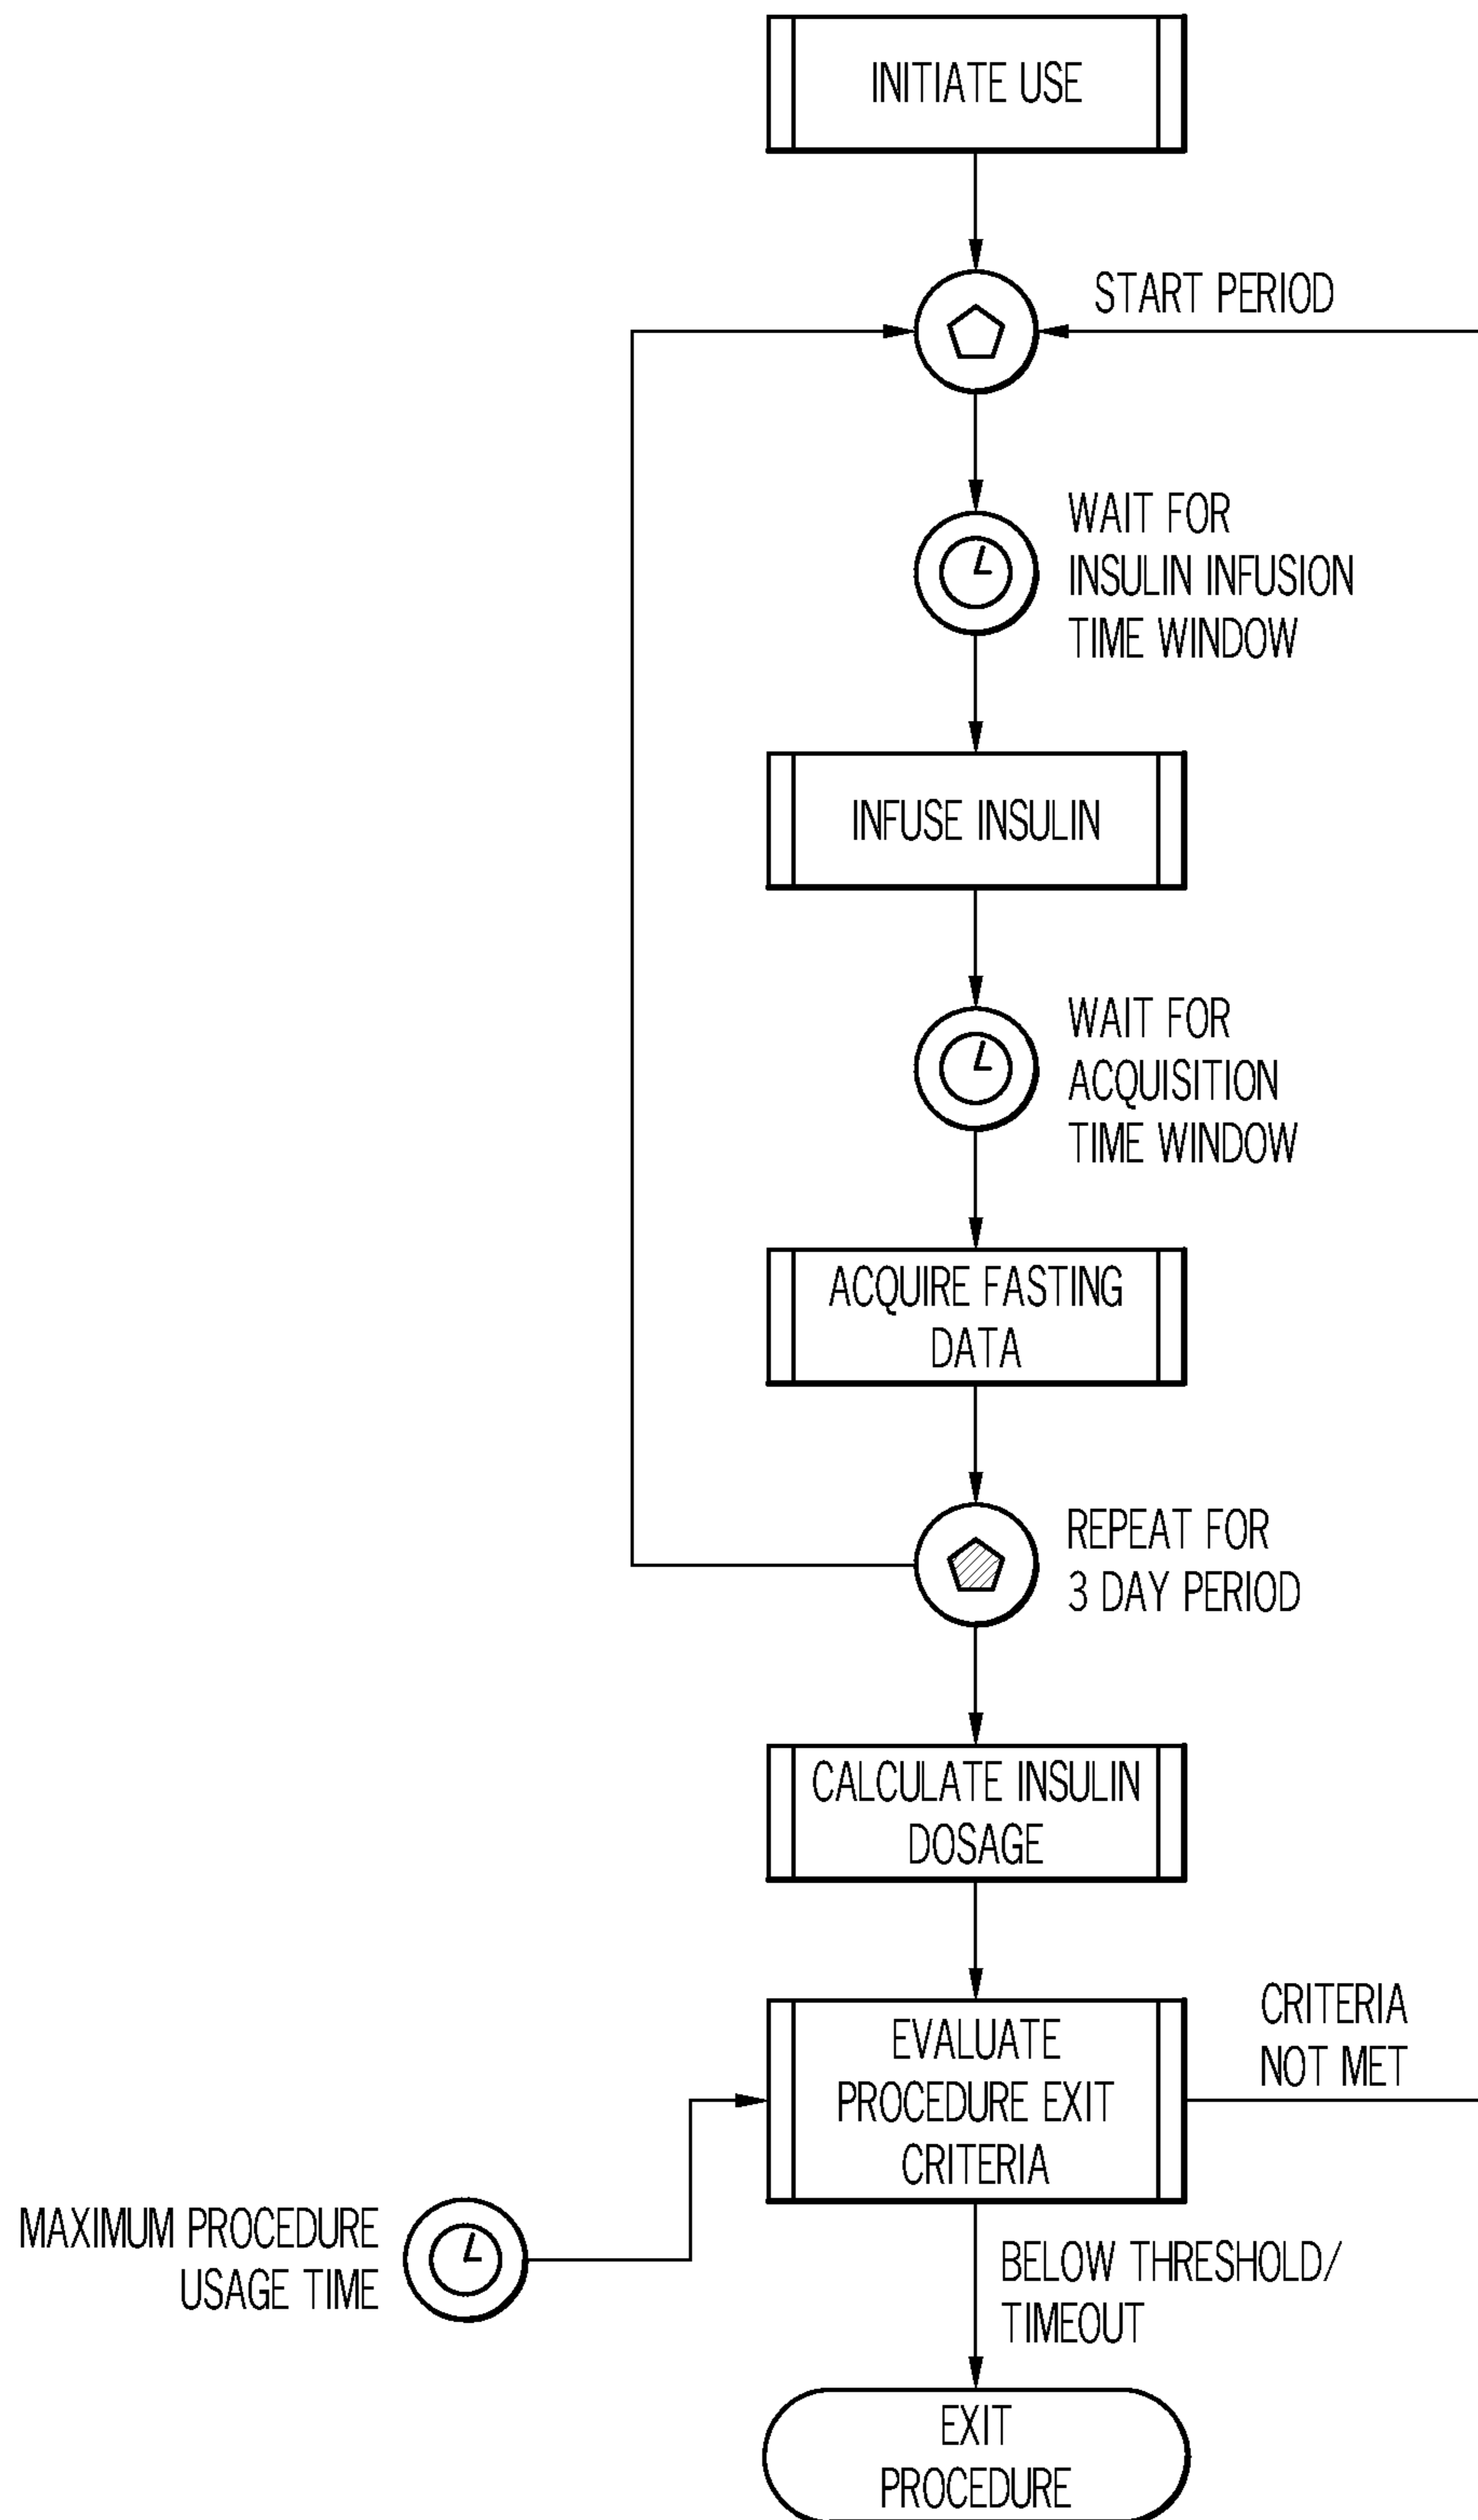 INITIATE USE
START PERIOD
WAIT FOR
INSULIN INFUSION
TIME WINDOW
INFUSE INSULIN
WAIT FOR
ACQUISITION
TIME WINDOW
ACQUIRE FASTING
DATA
REPEAT FOR
3 DAY PERIOD
CALCULATE INSULIN
DOSAGE
EVALUATE
PROCEDURE EXIT
CRITERIA
CRITERIA
NOT MET
MAXIMUM PROCEDURE
USAGE TIME
BELOW THRESHOLD/
TIMEOUT
EXIT
PROCEDURE